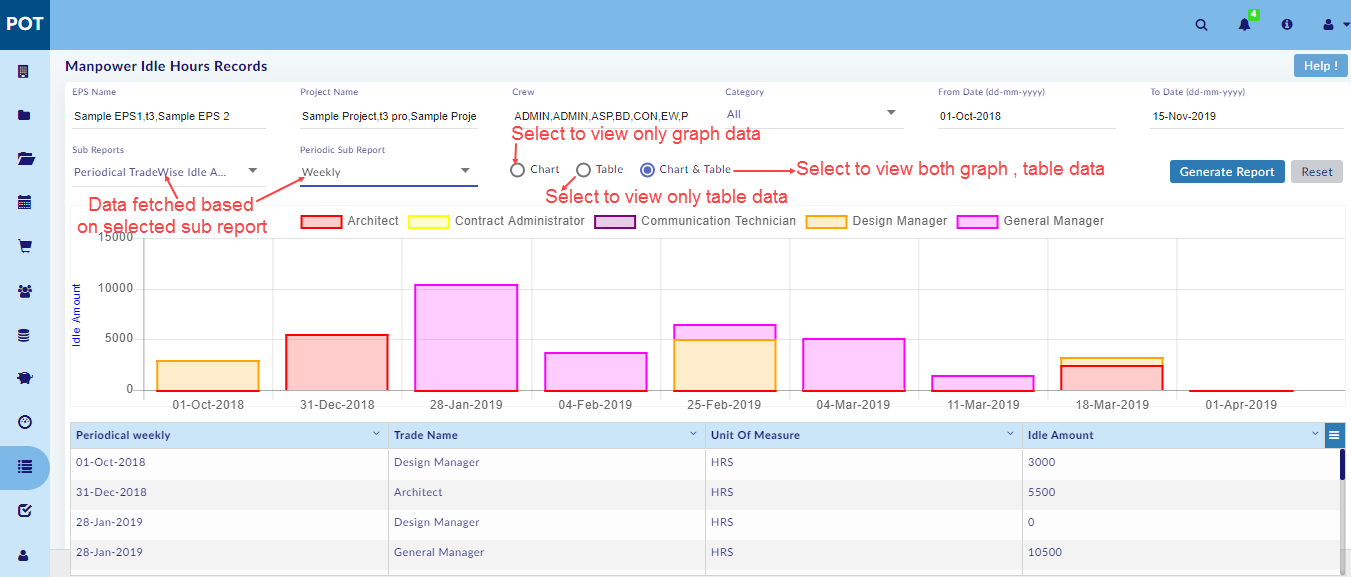 POT
4
Manpower Idle Hours Records
Help !
EPS Name
Project Name
Crew
Category
From Date (dd-mm-yyyy)
To Date (dd-mm-yyyy)
Sample EPS1,t3,Sample EPS 2
Sample Project,t3 pro,Sample Proje
ADMIN,ADMIN,ASP,BD,CON,EW,P
All
01-Oct-2018
15-Nov-2019
Select to view only graph data
Sub Reports
Periodic Sub Report
Periodical TradeWise Idle A...
Weekly
Chart
Table
Chart & Table
Select to view both graph , table data
Generate Report
Reset
Select to view only table data
Data fetched based
on selected sub report
Architect
Contract Administrator
Communication Technician
Design Manager
General Manager
Idle Amount
15000
10000
5000
0
01-Oct-2018
31-Dec-2018
28-Jan-2019
04-Feb-2019
25-Feb-2019
04-Mar-2019
11-Mar-2019
18-Mar-2019
01-Apr-2019
Periodical weekly
Trade Name
Unit Of Measure
Idle Amount
01-Oct-2018
Design Manager
HRS
3000
31-Dec-2018
Architect
HRS
5500
28-Jan-2019
Design Manager
HRS
0
28-Jan-2019
General Manager
HRS
10500